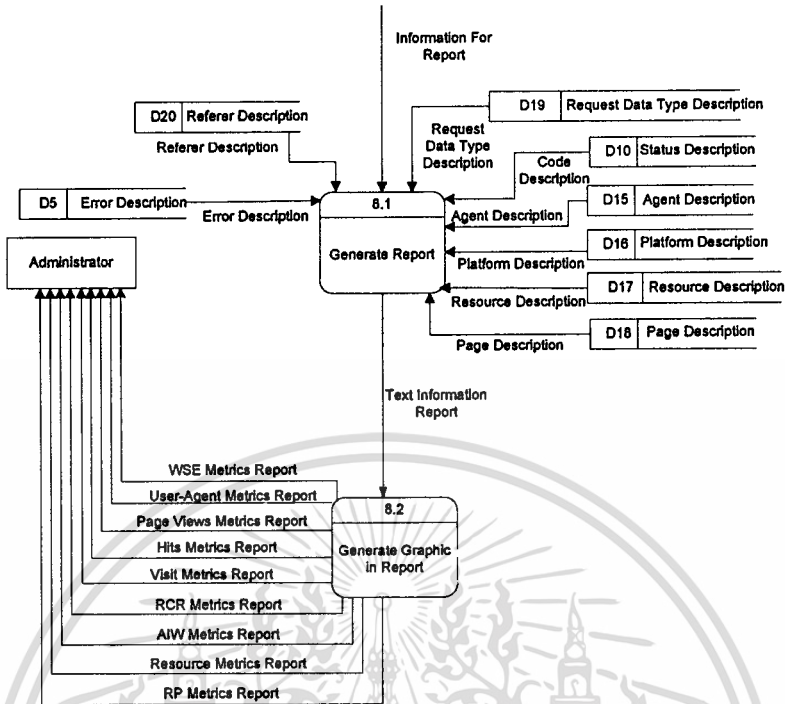 Information For
Report
D20 Referer Description
Referer Description
D19 Request Data Type Description
Request
Data Type
Description
D10 Status Description
Code
Description
D5 Error Description
Error Description
8.1
Generate Report
D15 Agent Description
Agent Description
D16 Platform Description
Platform Description
D17 Resource Description
Resource Description
D18 Page Description
Page Description
Administrator
Text Information
Report
WSE Metrics Report
User-Agent Metrics Report
Page Views Metrics Report
Hits Metrics Report
Visit Metrics Report
RCR Metrics Report
AIW Metrics Report
Resource Metrics Report
RP Metrics Report
8.2
Generate Graphic
in Report